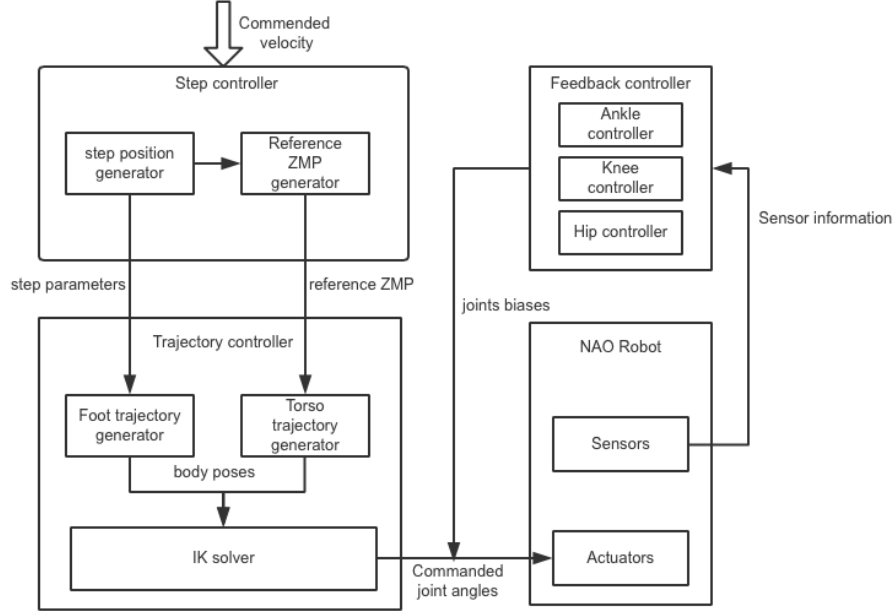 Commended
velocity
Step controller
step position
generator
Reference
ZMP
generator
step parameters
reference ZMP
Trajectory controller
Foot trajectory
generator
Torso
trajectory
generator
body poses
IK solver
Feedback controller
Ankle
controller
Knee
controller
Hip controller
Sensor information
joints biases
NAO Robot
Sensors
Actuators
Commanded
joint angles